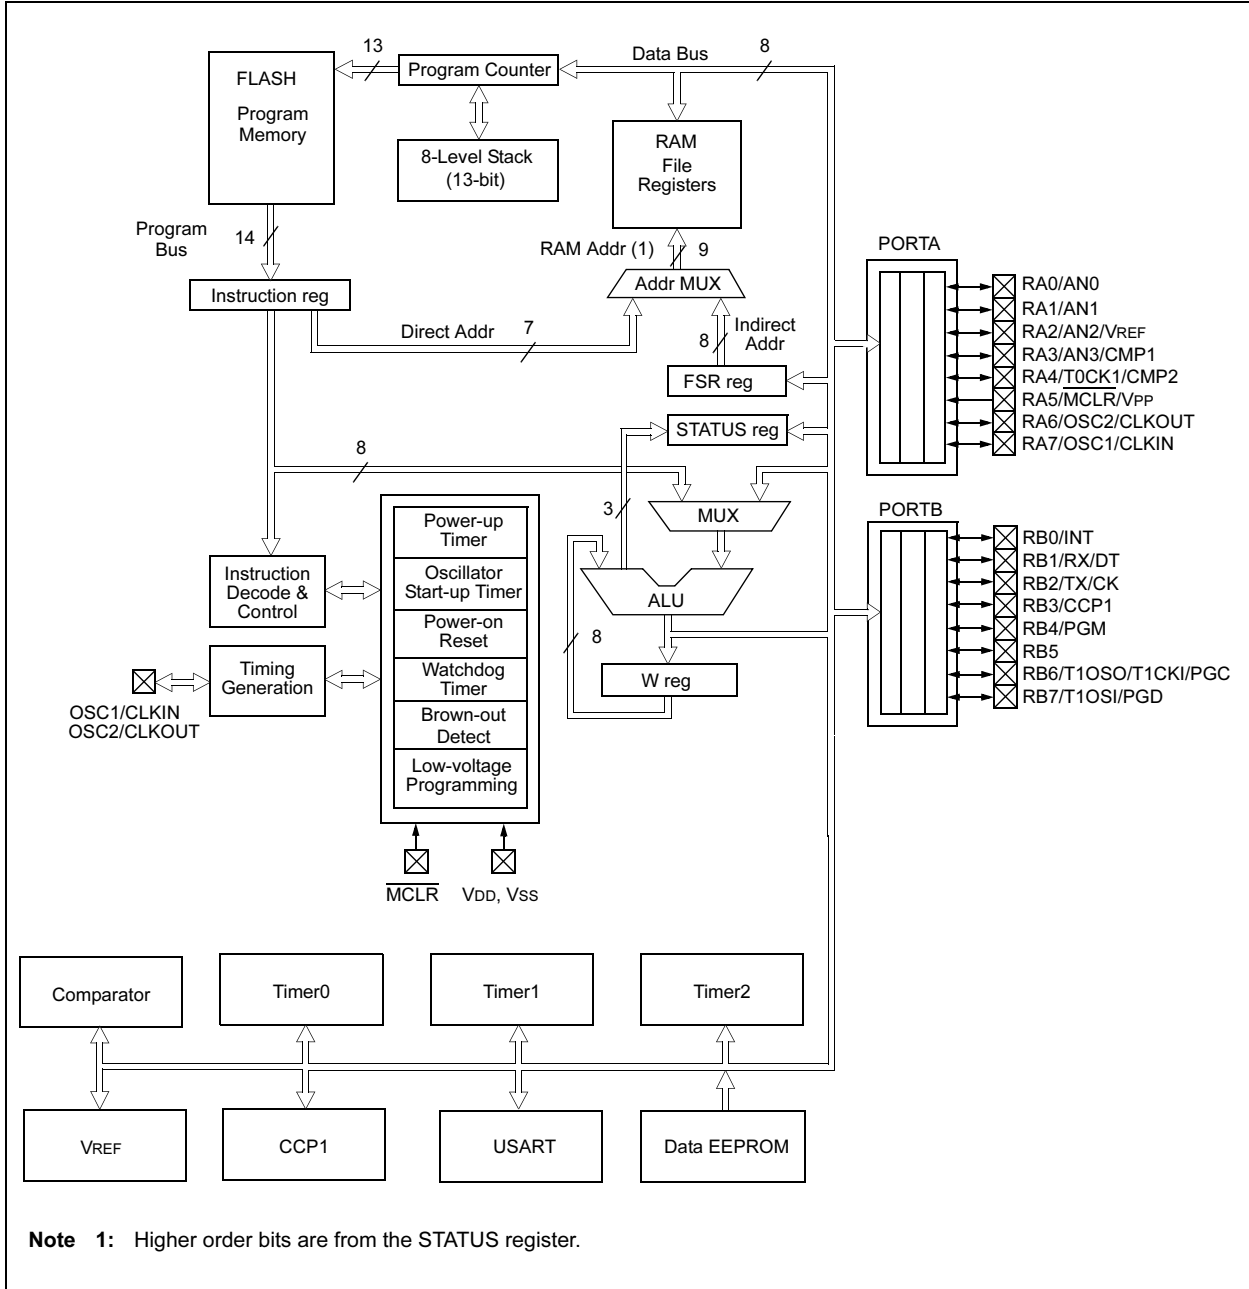 13
Data Bus
8
FLASH
Program
Memory
Program Counter
8-Level Stack
(13-bit)
RAM
File
Registers
Program
Bus
14
RAM Addr (1)
9
PORTA
Instruction reg
Addr MUX
Direct Addr
7
8
Indirect
Addr
FSR reg
STATUS reg
RA0/AN0
RA1/AN1
RA2/AN2/VREF
RA3/AN3/CMP1
RA4/T0CK1/CMP2
RA5/MCLR/VPP
RA6/OSC2/CLKOUT
RA7/OSC1/CLKIN
8
3
MUX
PORTB
Power-up
Timer
Oscillator
Start-up Timer
Power-on
Reset
Watchdog
Timer
Brown-out
Detect
Low-voltage
Programming
Instruction
Decode &
Control
ALU
8
W reg
Timing
Generation
OSC1/CLKIN
OSC2/CLKOUT
RB0/INT
RB1/RX/DT
RB2/TX/CK
RB3/CCP1
RB4/PGM
RB5
RB6/T1OSO/T1CKI/PGC
RB7/T1OSI/PGD
MCLR
VDD, VSS
Comparator
Timer0
Timer1
Timer2
VREF
CCP1
USART
Data EEPROM
Note 1: Higher order bits are from the STATUS register.